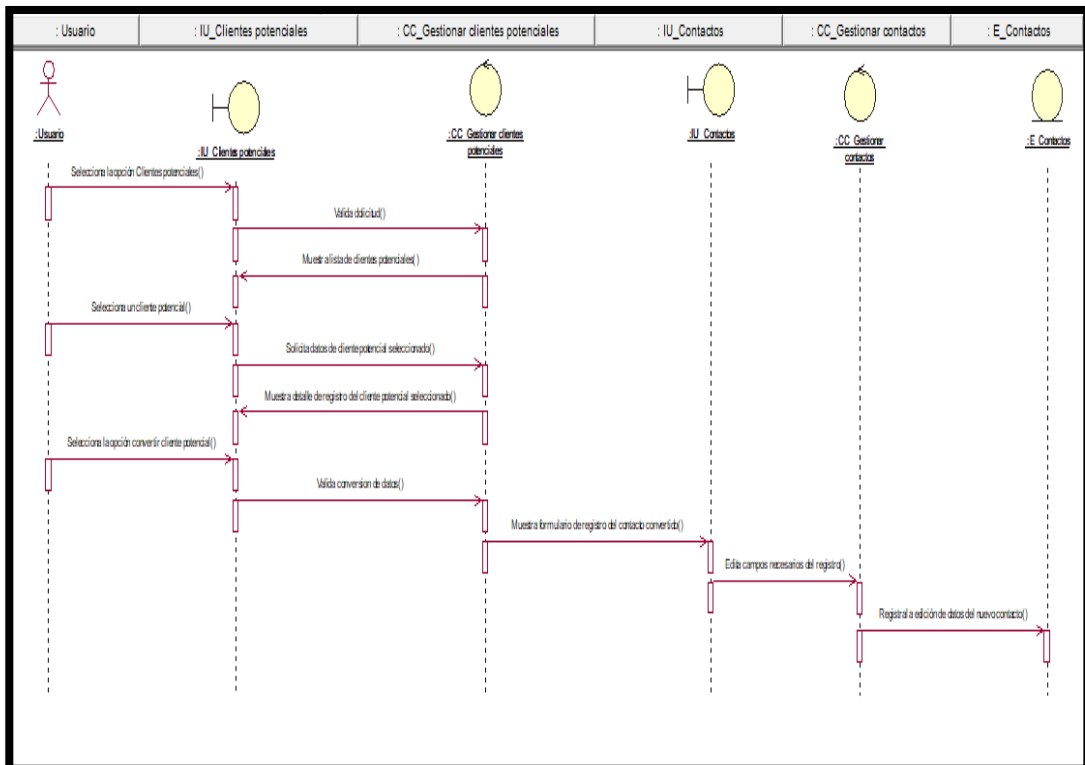 : Usuario
: IU_Clientes potenciales
: CC_Gestionar clientes potenciales
: IU_Contactos
: CC_Gestionar contactos
: E_Contactos
:Usuario
:IU_Clientes potenciales
:CC_Gestionar clientes
potenciales
:IU_Contactos
:CC_Gestionar
contactos
:E_Contactos
Selecciona la opción Clientes potenciales()
Valida dolicitud()
Muestra lista de clientes potenciales()
Selecciona un cliente potencial()
Solicita datos de cliente potencial seleccionado()
Muestra detalle de registro del cliente potencial seleccionado()
Selecciona la opción convertir cliente potencial()
Valida conversion de datos()
Muestra formulario de registro del contacto convertido()
Edita campos necesarios del registro()
Registral a edición de datos del nuevo contacto()